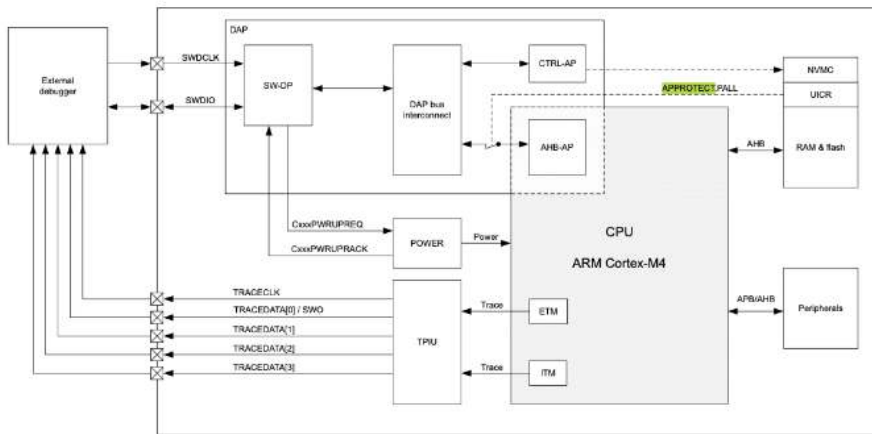 DAP
External
debugger
SWDCLK
SWDIO
SW-DP
DAP bus
interconnect
CTRL-AP
NVMC
UICR
APPROTECT.PALL
AHB-AP
AHB
RAM & flash
CxxxPWRUPREQ
CxxxPWRUPRACK
POWER
Power
CPU
ARM Cortex-M4
TRACECLK
TRACEDATA[0] / SWO
TRACEDATA[1]
TRACEDATA[2]
TRACEDATA[3]
TPIU
Trace
ETM
Trace
ITM
APB/AHB
Peripherals